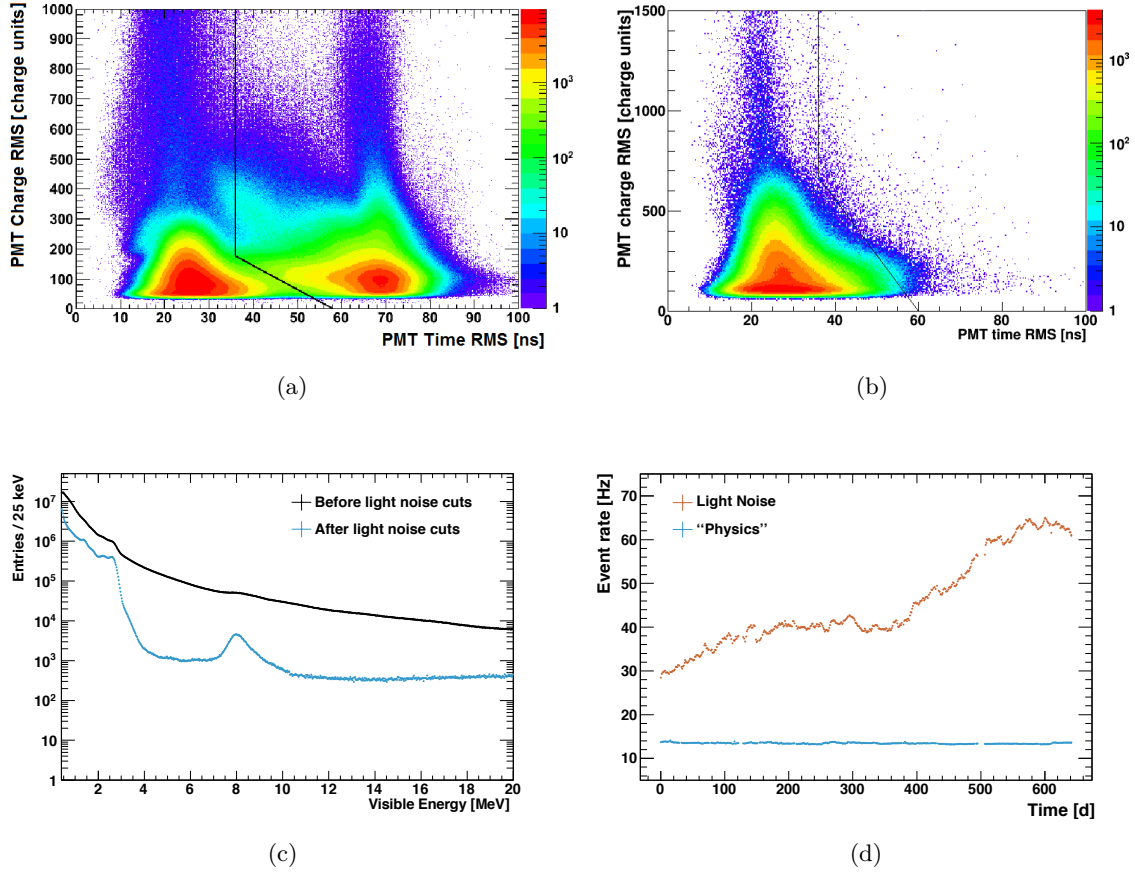 PMT Charge RMS [charge units]
1000
900
800
700
600
500
400
300
200
100
0
0 10 20 30 40 50 60 70 80 90 100
PMT Time RMS [ns]
10³
10²
10
1
(a)
PMT charge RMS [charge units]
1500
1000
500
0
0 20 40 60 80 100
PMT time RMS [ns]
10³
10²
10
1
(b)
Entries / 25 keV
10⁷
10⁶
10⁵
10⁴
10³
10²
10
1
Before light noise cuts
After light noise cuts
2 4 6 8 10 12 14 16 18 20
Visible Energy [MeV]
(c)
Event rate [Hz]
70
60
50
40
30
20
10
Light Noise
“Physics”
0 100 200 300 400 500 600
Time [d]
(d)